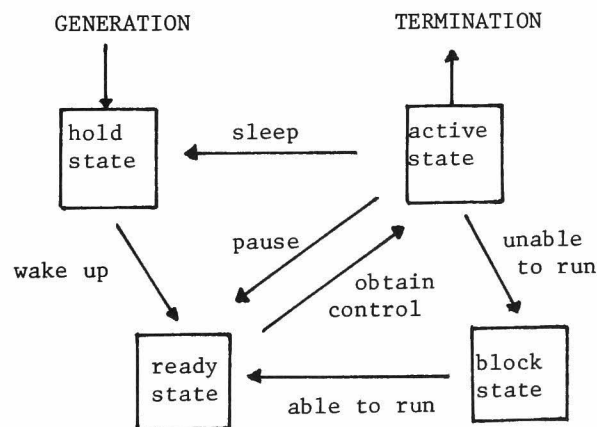 GENERATION
TERMINATION
hold
state
sleep
active
state
wake up
pause
obtain
control
unable
to run
ready
state
able to run
block
state